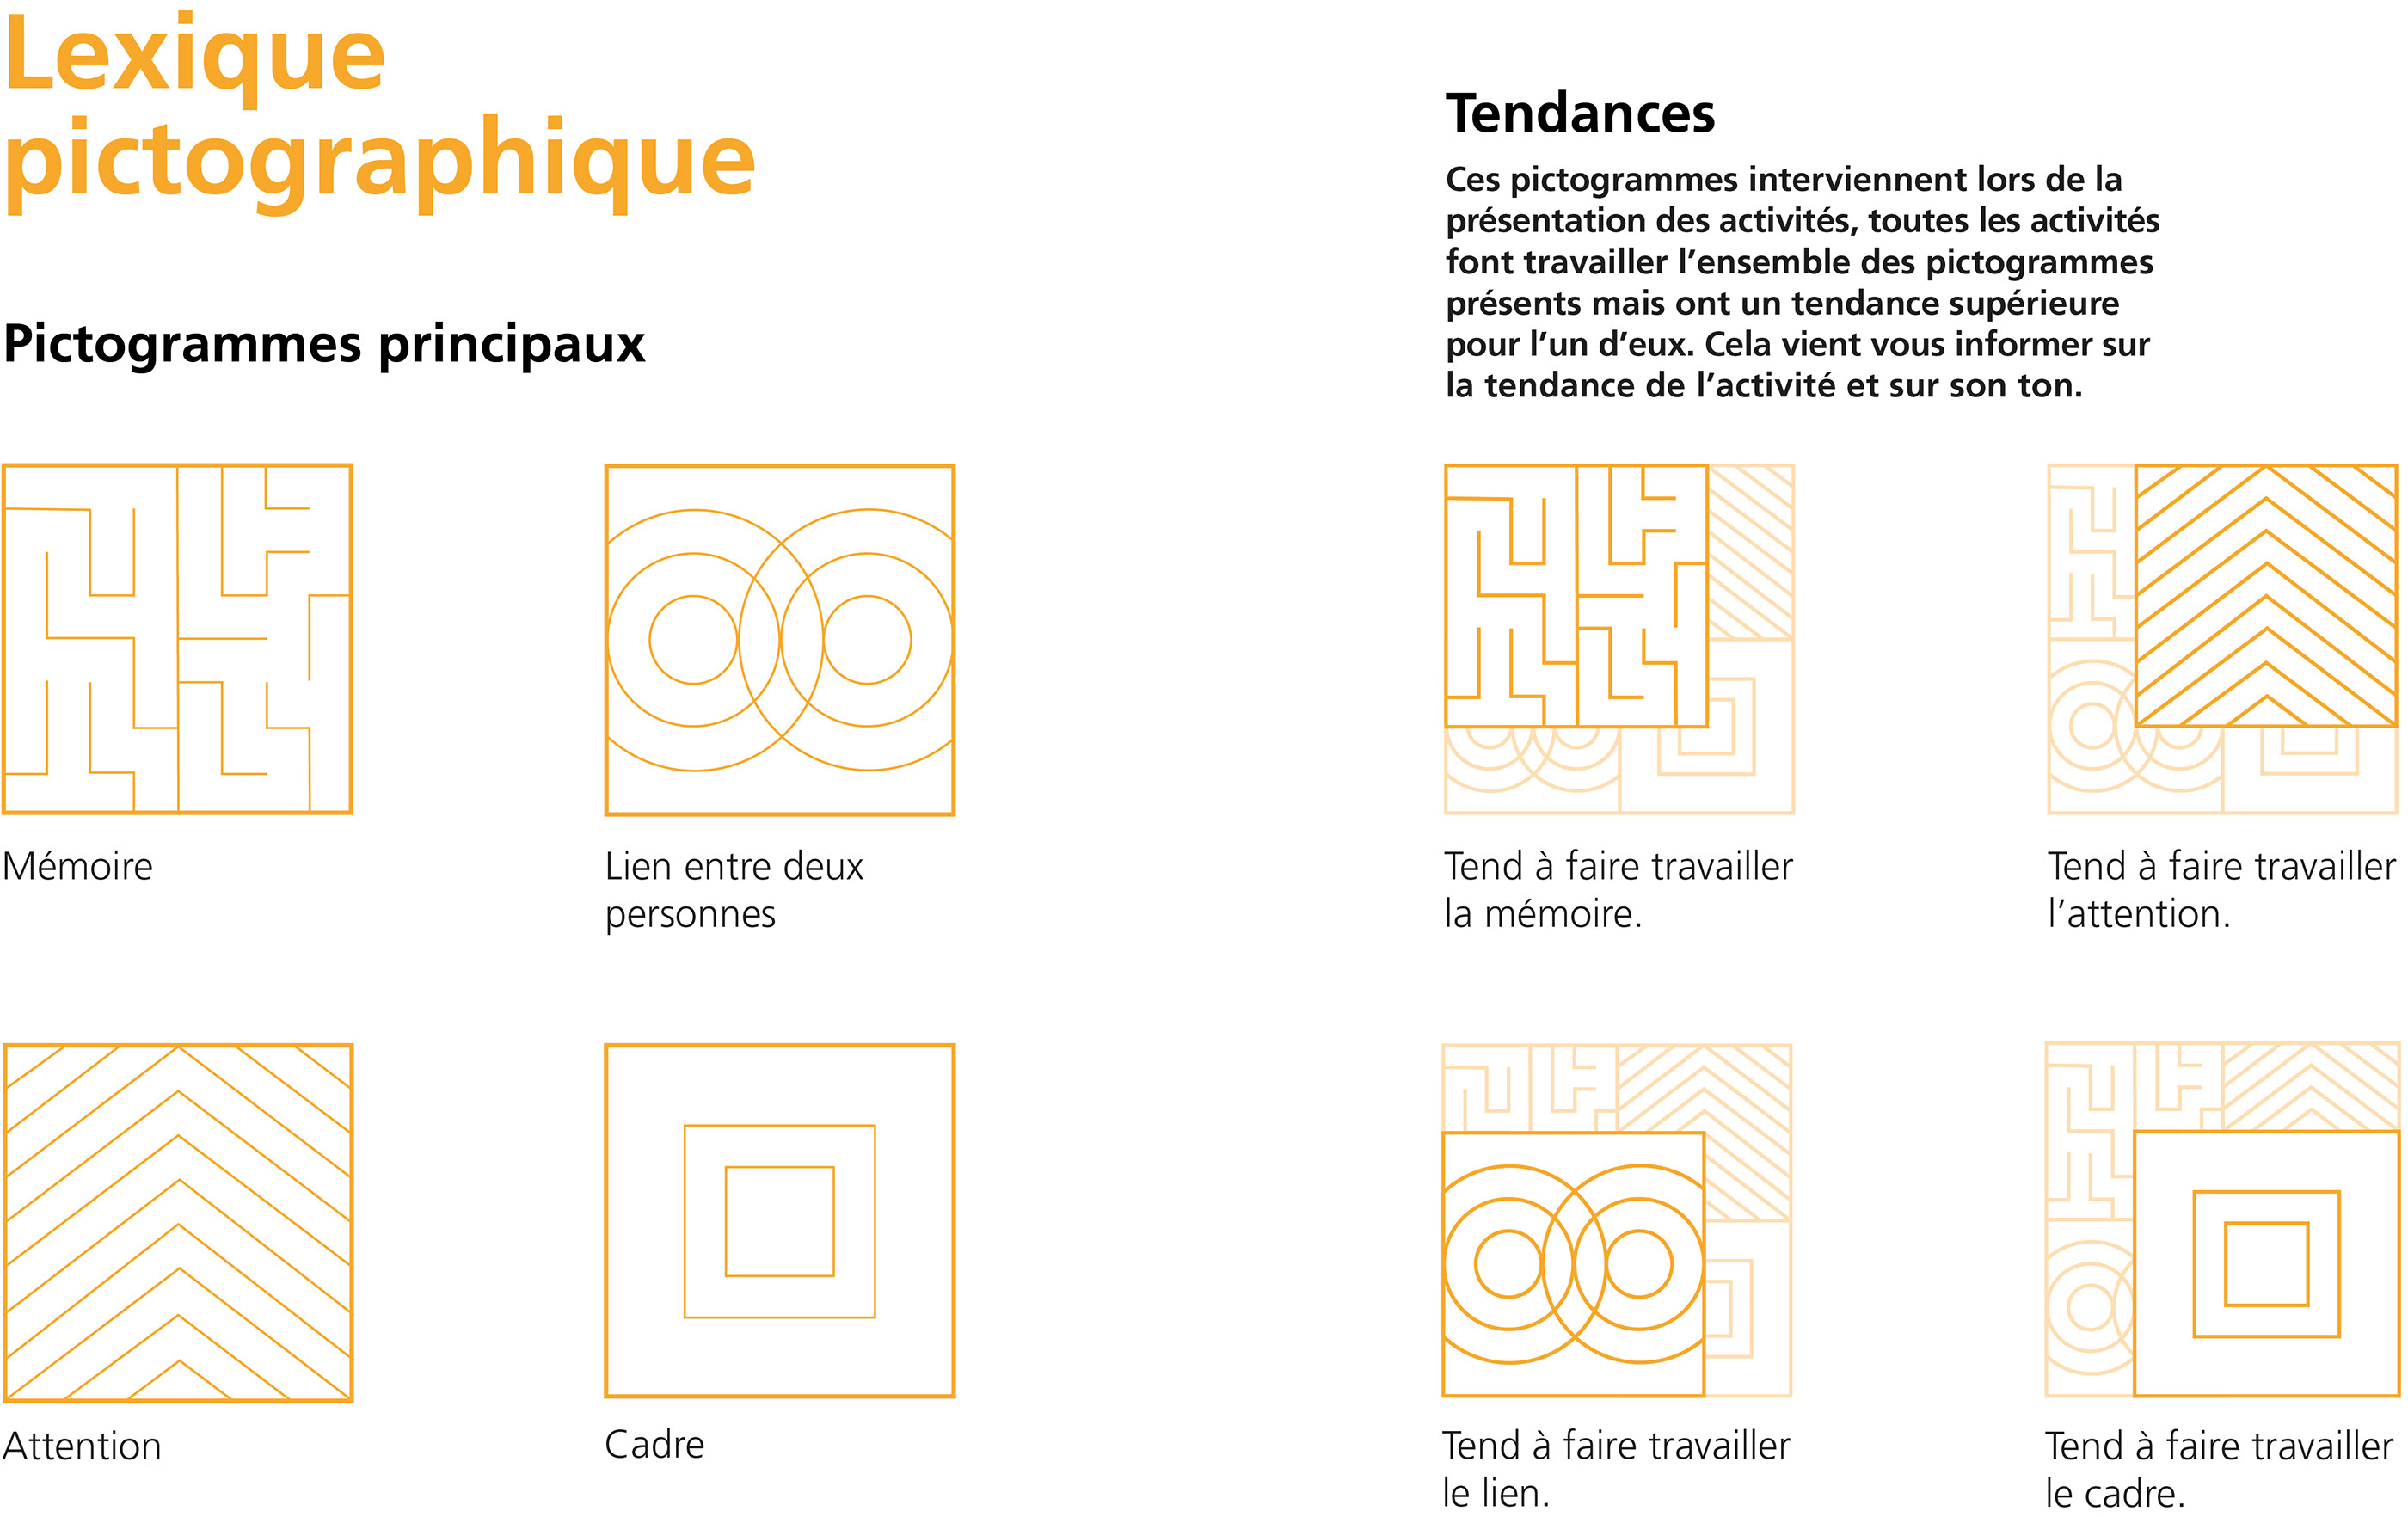 Lexique
pictographique
Pictogrammes principaux
Mémoire
Lien entre deux
personnes
Attention
Cadre
Tendances
Ces pictogrammes interviennent lors de la
présentation des activités, toutes les activités
font travailler l’ensemble des pictogrammes
présents mais ont un tendance supérieure
pour l’un d’eux. Cela vient vous informer sur
la tendance de l’activité et sur son ton.
Tend à faire travailler
la mémoire.
Tend à faire travailler
l’attention.
Tend à faire travailler
le lien.
Tend à faire travailler
le cadre.